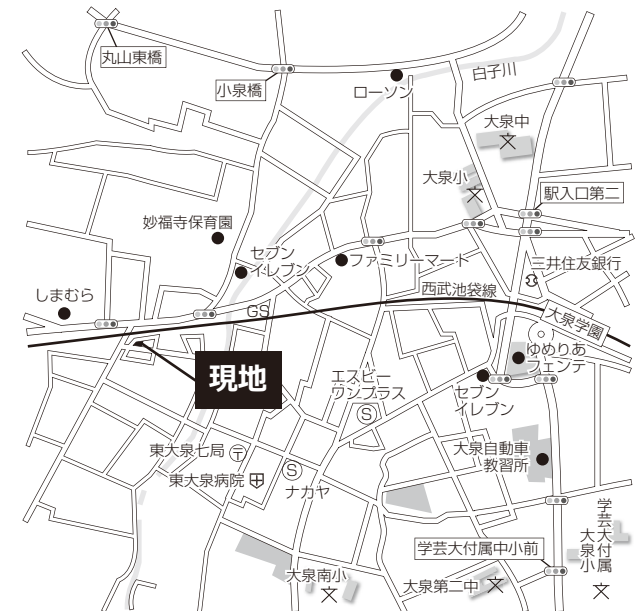 丸山東橋
小泉橋
ローソン
白子川
大泉中
大泉小
駅入口第二
妙福寺保育園
セブン
イレブン
ファミリーマート
三井住友銀行
しまむら
西武池袋線
GS
大泉学園
ゆめりあ
フェンテ
現地
エスビー
ワンプラス
S
セブン
イレブン
東大泉七局
東大泉病院
S
ナカヤ
大泉自動車
教習所
学芸大付属
大泉小
学芸大付属中小前
大泉南小
大泉第二中